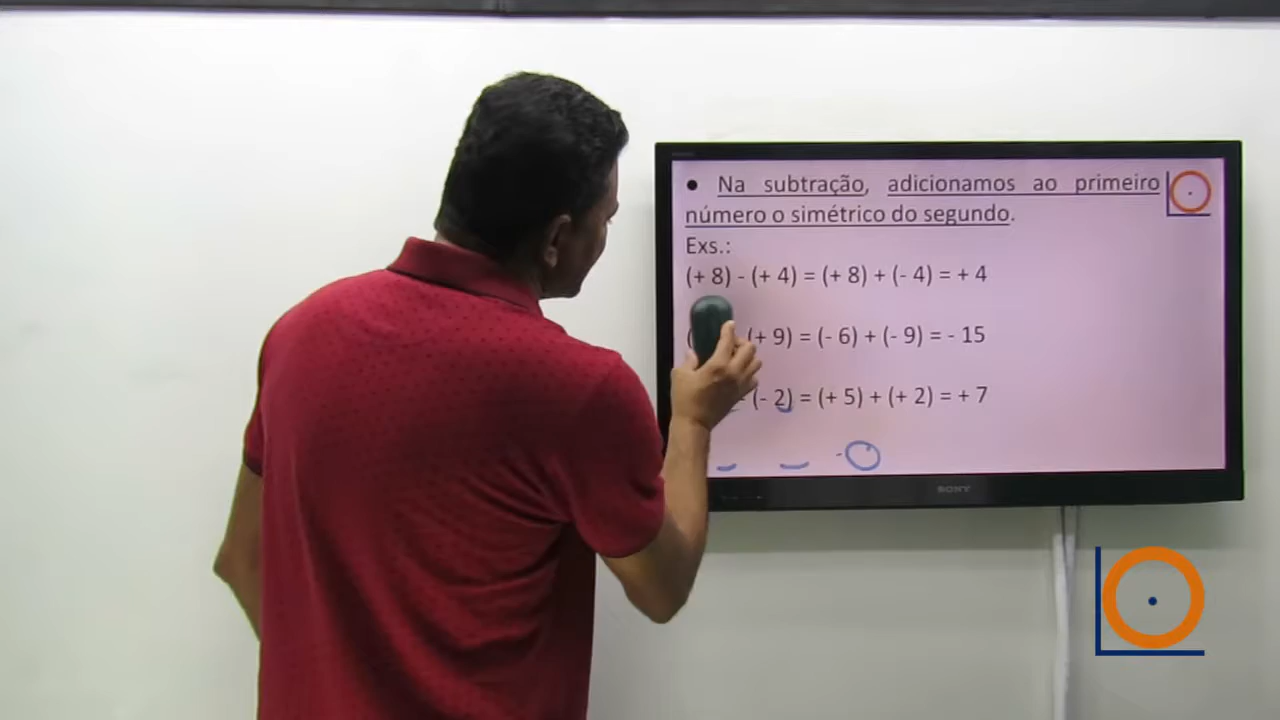 • Na subtração, adicionamos ao primeiro
número o simétrico do segundo.
Exs.:
(+ 8) - (+ 4) = (+ 8) + (- 4) = + 4
(+ 9) = (- 6) + (- 9) = - 15
(- 2) = (+ 5) + (+ 2) = + 7
SONY